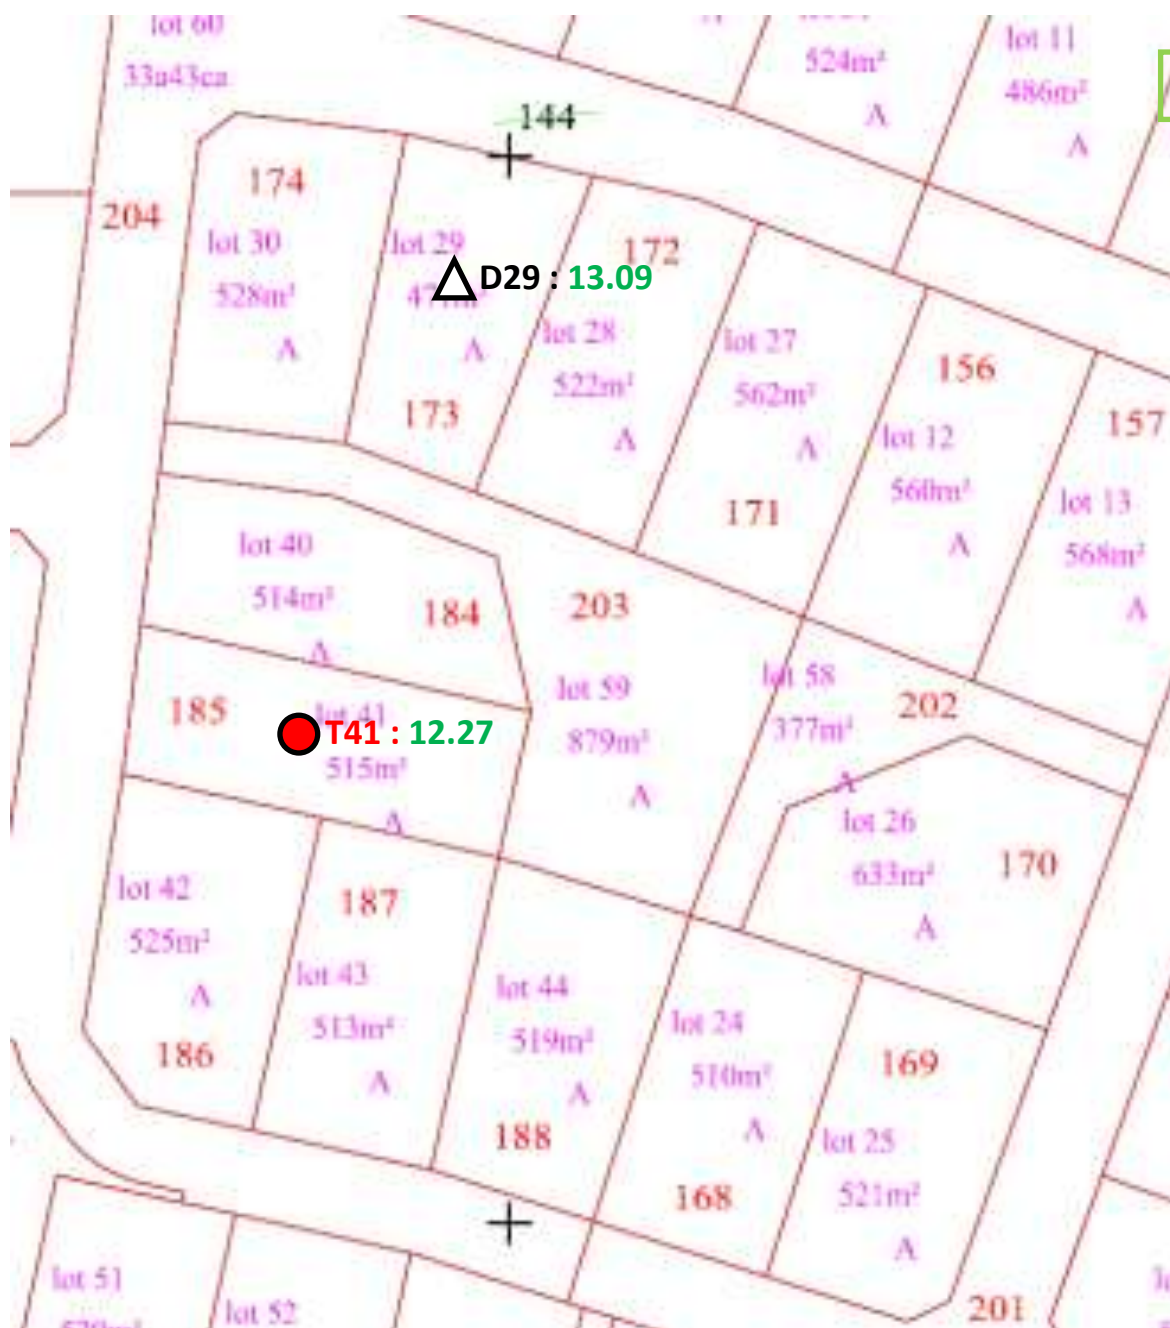 lot 60
33a43ca
524m²
A
lot 11
486m²
A
144
204
174
lot 30
528m²
A
lot 29
D29 : 13.09
A
173
172
lot 28
522m²
A
lot 27
562m²
A
171
156
lot 12
560m²
A
157
lot 13
568m²
A
lot 40
514m²
184
A
203
lot 59
879m²
A
lot 58
377m²
A
202
185
lot 41
T41 : 12.27
515m²
A
lot 26
633m²
A
170
lot 42
525m²
A
186
187
lot 43
513m²
A
lot 44
519m²
A
188
lot 24
510m²
A
168
169
lot 25
521m²
A
201
lot 51
lot 52